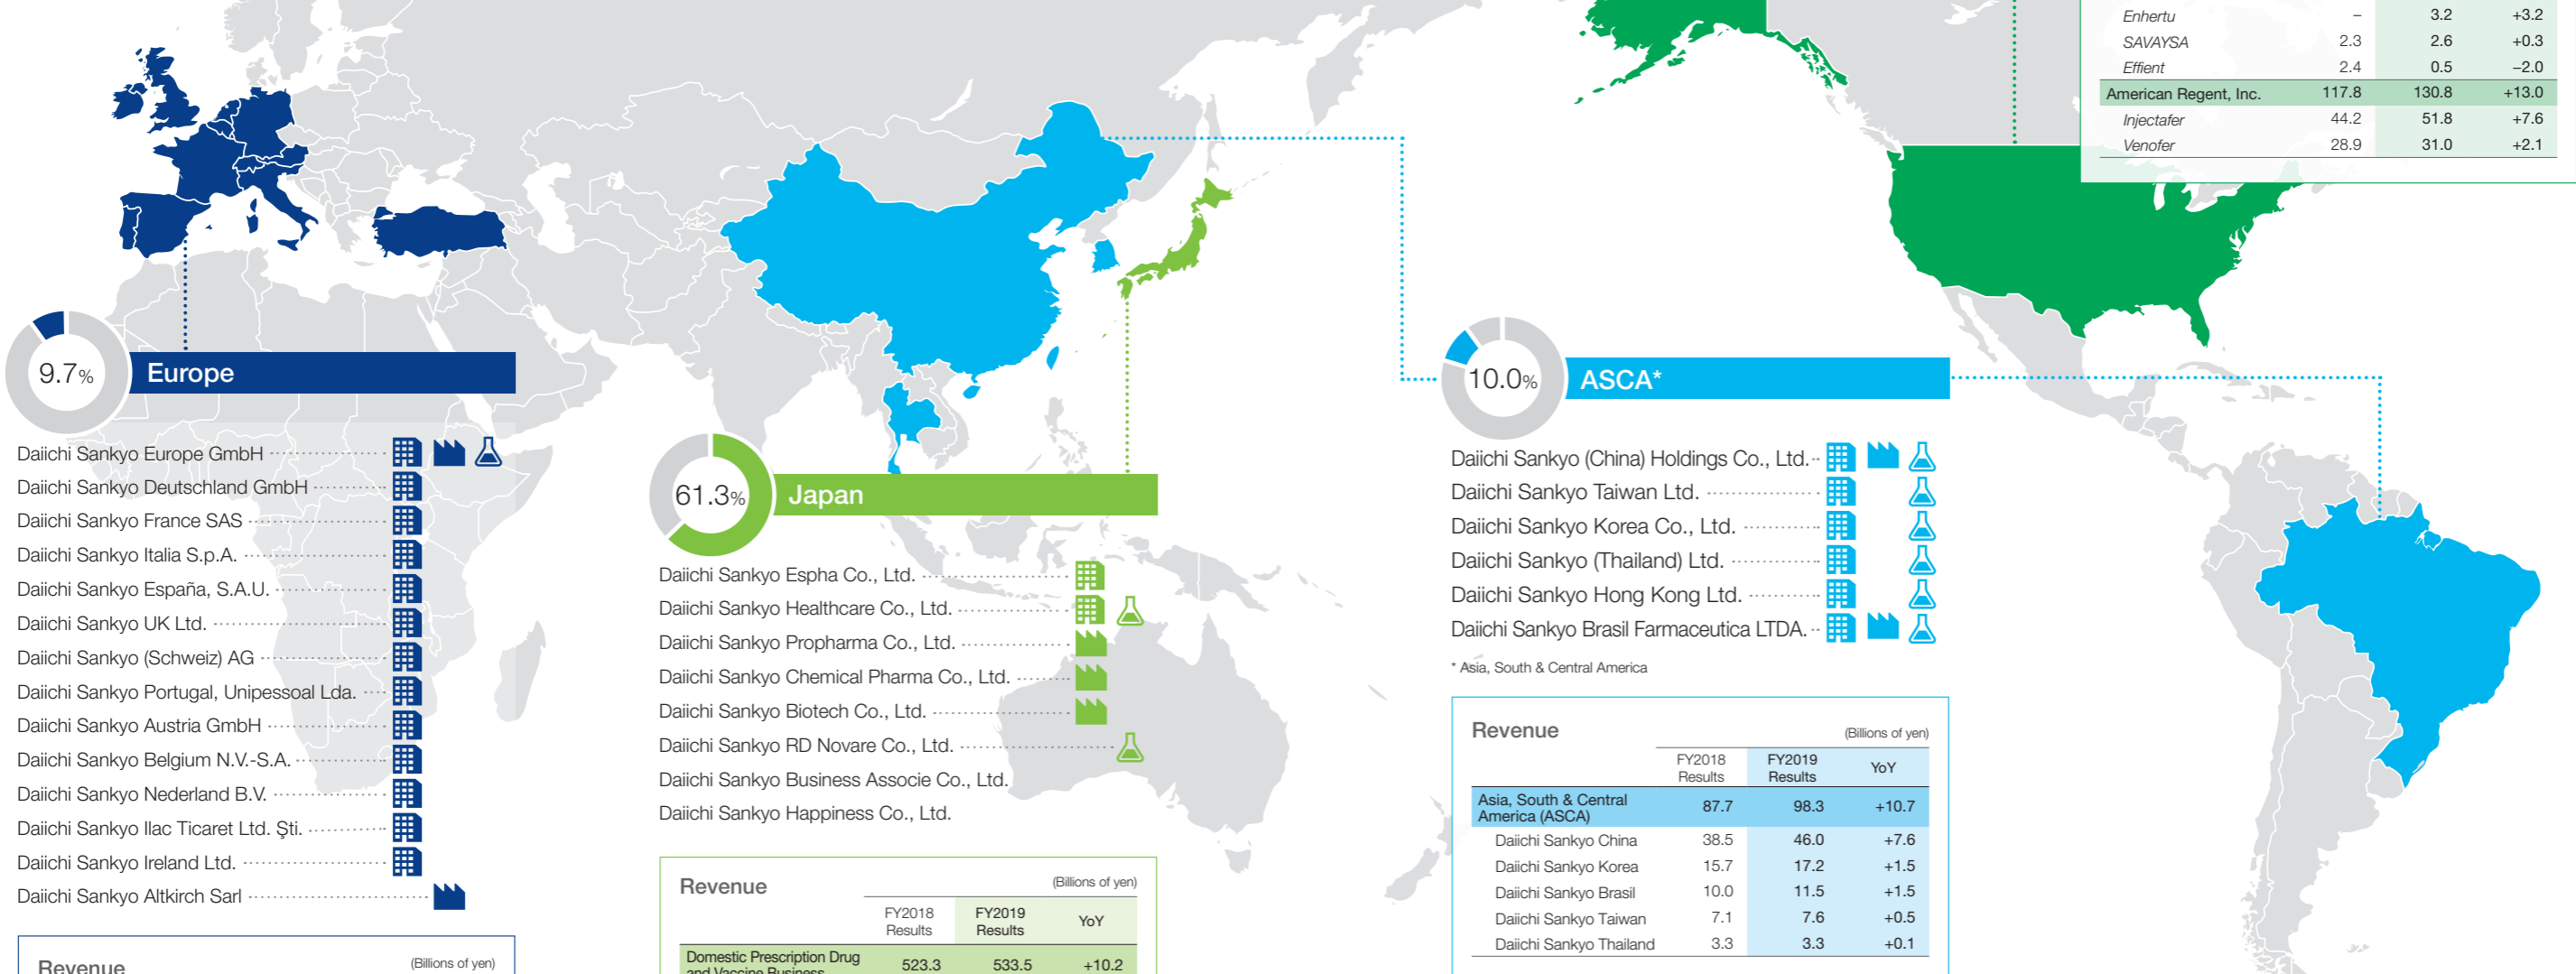 Enhertu – 3.2 +3.2
SAVAYSA 2.3 2.6 +0.3
Effient 2.4 0.5 –2.0
American Regent, Inc. 117.8 130.8 +13.0
Injectafer 44.2 51.8 +7.6
Venofer 28.9 31.0 +2.1
9.7%
Europe
Daiichi Sankyo Europe GmbH
Daiichi Sankyo Deutschland GmbH
Daiichi Sankyo France SAS
Daiichi Sankyo Italia S.p.A.
Daiichi Sankyo España, S.A.U.
Daiichi Sankyo UK Ltd.
Daiichi Sankyo (Schweiz) AG
Daiichi Sankyo Portugal, Unipessoal Lda.
Daiichi Sankyo Austria GmbH
Daiichi Sankyo Belgium N.V.-S.A.
Daiichi Sankyo Nederland B.V.
Daiichi Sankyo Ilac Ticaret Ltd. Şti.
Daiichi Sankyo Ireland Ltd.
Daiichi Sankyo Altkirch Sarl
Revenue (Billions of yen)
61.3%
Japan
Daiichi Sankyo Espha Co., Ltd.
Daiichi Sankyo Healthcare Co., Ltd.
Daiichi Sankyo Propharma Co., Ltd.
Daiichi Sankyo Chemical Pharma Co., Ltd.
Daiichi Sankyo Biotech Co., Ltd.
Daiichi Sankyo RD Novare Co., Ltd.
Daiichi Sankyo Business Associe Co., Ltd.
Daiichi Sankyo Happiness Co., Ltd.
Revenue (Billions of yen)
FY2018 Results FY2019 Results YoY
Domestic Prescription Drug
and Vaccine Business 523.3 533.5 +10.2
10.0%
ASCA*
Daiichi Sankyo (China) Holdings Co., Ltd.
Daiichi Sankyo Taiwan Ltd.
Daiichi Sankyo Korea Co., Ltd.
Daiichi Sankyo (Thailand) Ltd.
Daiichi Sankyo Hong Kong Ltd.
Daiichi Sankyo Brasil Farmaceutica LTDA.
* Asia, South & Central America
Revenue (Billions of yen)
FY2018 Results FY2019 Results YoY
Asia, South & Central
America (ASCA) 87.7 98.3 +10.7
Daiichi Sankyo China 38.5 46.0 +7.6
Daiichi Sankyo Korea 15.7 17.2 +1.5
Daiichi Sankyo Brasil 10.0 11.5 +1.5
Daiichi Sankyo Taiwan 7.1 7.6 +0.5
Daiichi Sankyo Thailand 3.3 3.3 +0.1